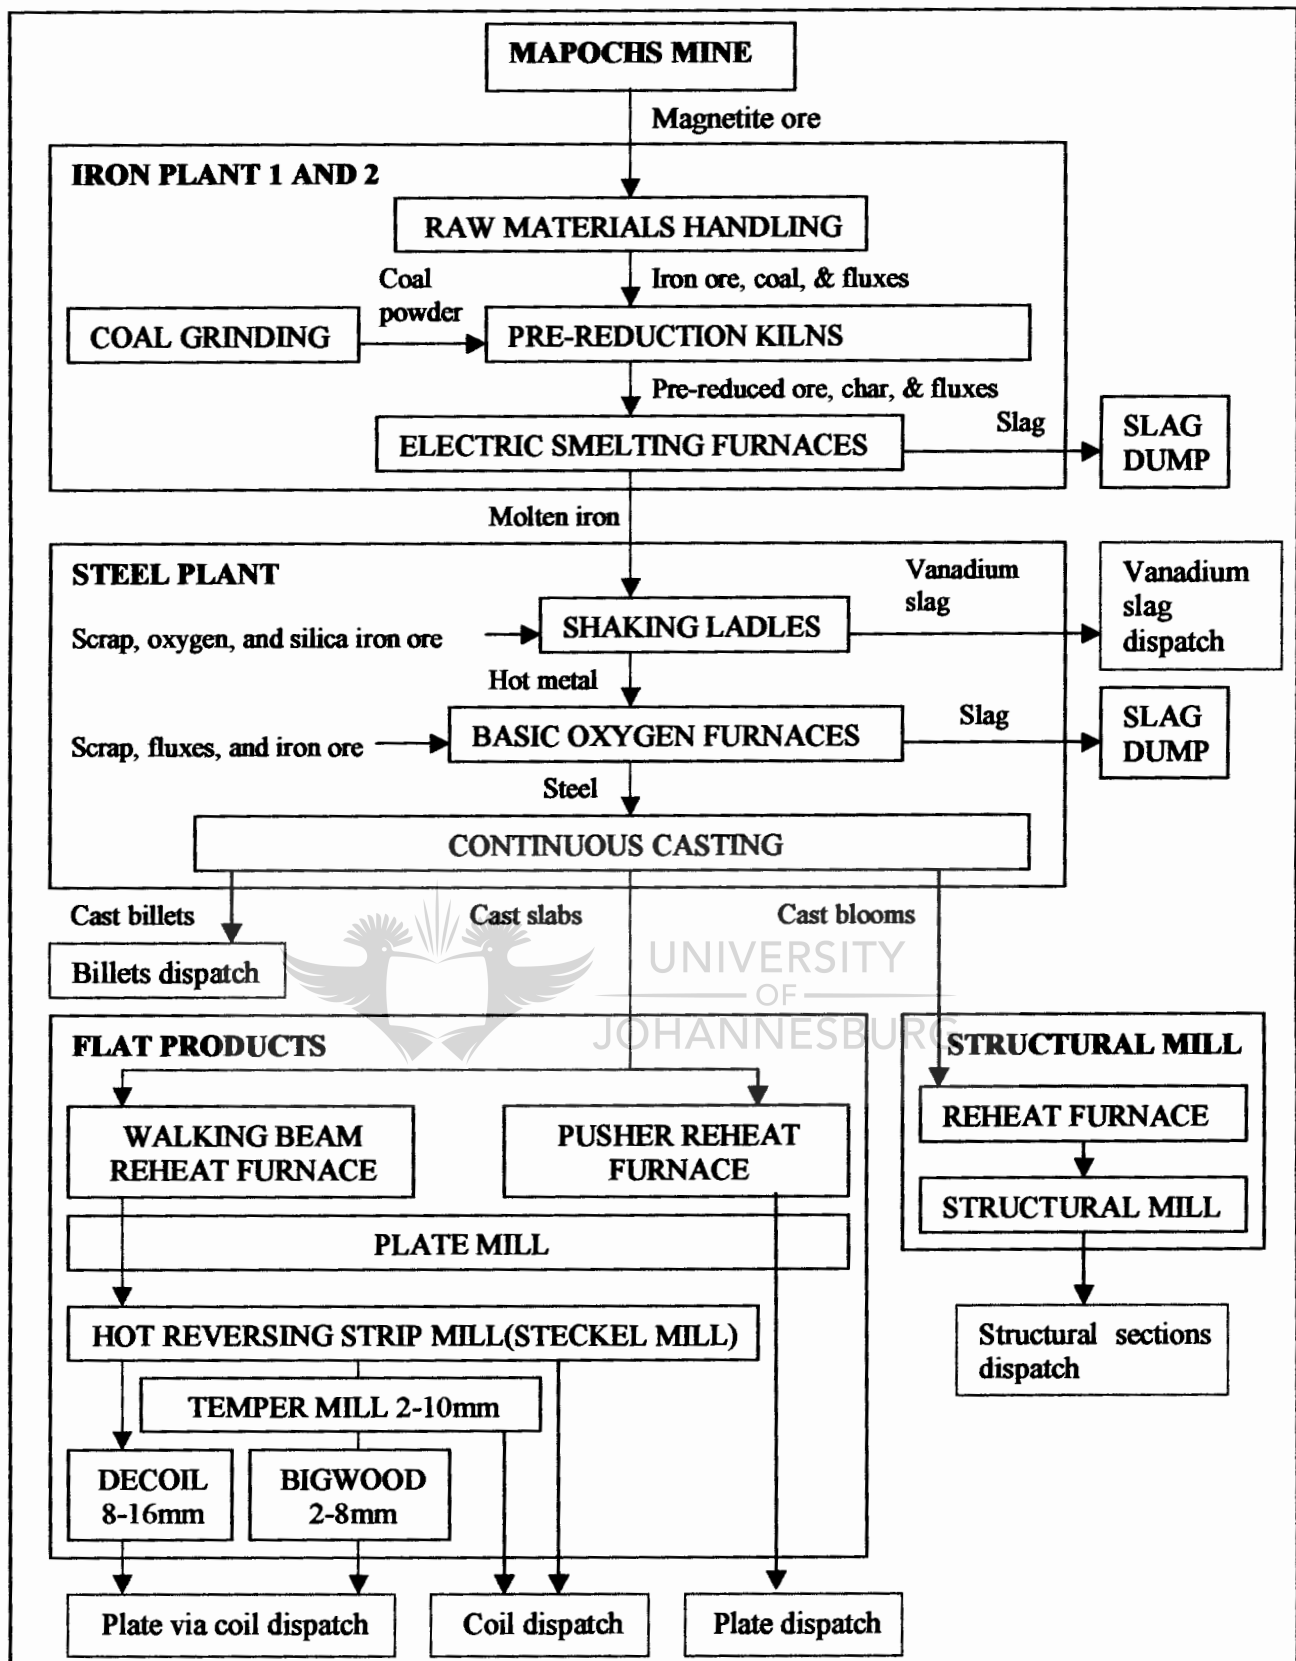 MAPOCHS MINE
Magnetite ore
IRON PLANT 1 AND 2
RAW MATERIALS HANDLING
Coal
powder
Iron ore, coal, & fluxes
COAL GRINDING
PRE-REDUCTION KILNS
Pre-reduced ore, char, & fluxes
ELECTRIC SMELTING FURNACES
Slag
SLAG
DUMP
Molten iron
STEEL PLANT
Vanadium
slag
Vanadium
slag
dispatch
Scrap, oxygen, and silica iron ore
SHAKING LADLES
Hot metal
Scrap, fluxes, and iron ore
BASIC OXYGEN FURNACES
Slag
SLAG
DUMP
Steel
CONTINUOUS CASTING
Cast billets
Cast slabs
Cast blooms
Billets dispatch
UNIVERSITY
OF
JOHANNESBURG
FLAT PRODUCTS
STRUCTURAL MILL
WALKING BEAM
REHEAT FURNACE
PUSHER REHEAT
FURNACE
REHEAT FURNACE
STRUCTURAL MILL
PLATE MILL
HOT REVERSING STRIP MILL(STECKEL MILL)
Structural sections
dispatch
TEMPER MILL 2-10mm
DECOIL
8-16mm
BIGWOOD
2-8mm
Plate via coil dispatch
Coil dispatch
Plate dispatch